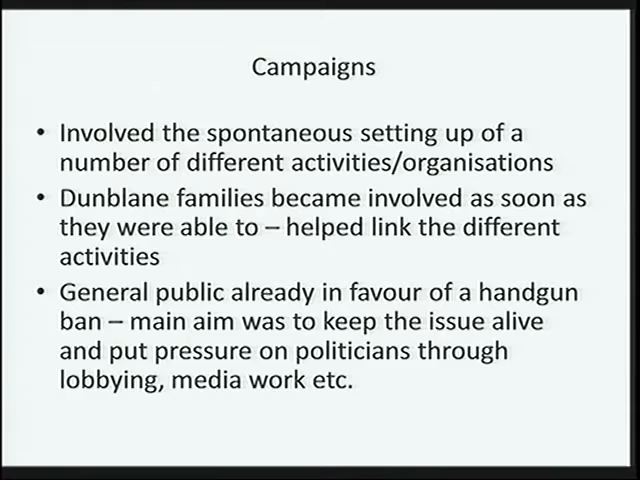 Campaigns
• Involved the spontaneous setting up of a
number of different activities/organisations
• Dunblane families became involved as soon as
they were able to – helped link the different
activities
• General public already in favour of a handgun
ban – main aim was to keep the issue alive
and put pressure on politicians through
lobbying, media work etc.